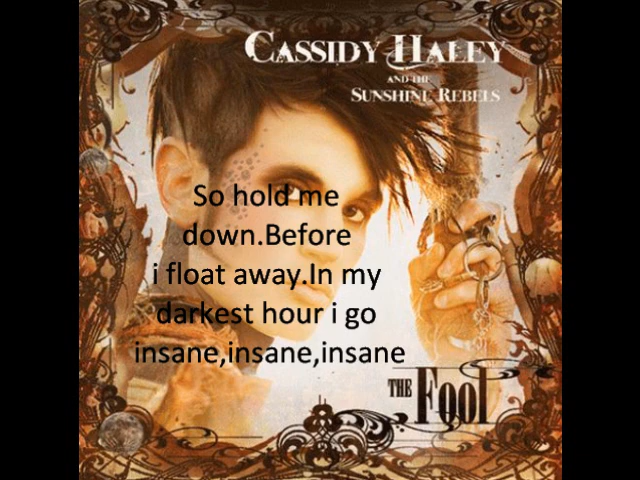 CASSIDY HALEY
AND THE
SUNSHINE REBELS
So hold me
down.Before
i float away.In my
darkest hour i go
insane,insane,insane
THE FOOL